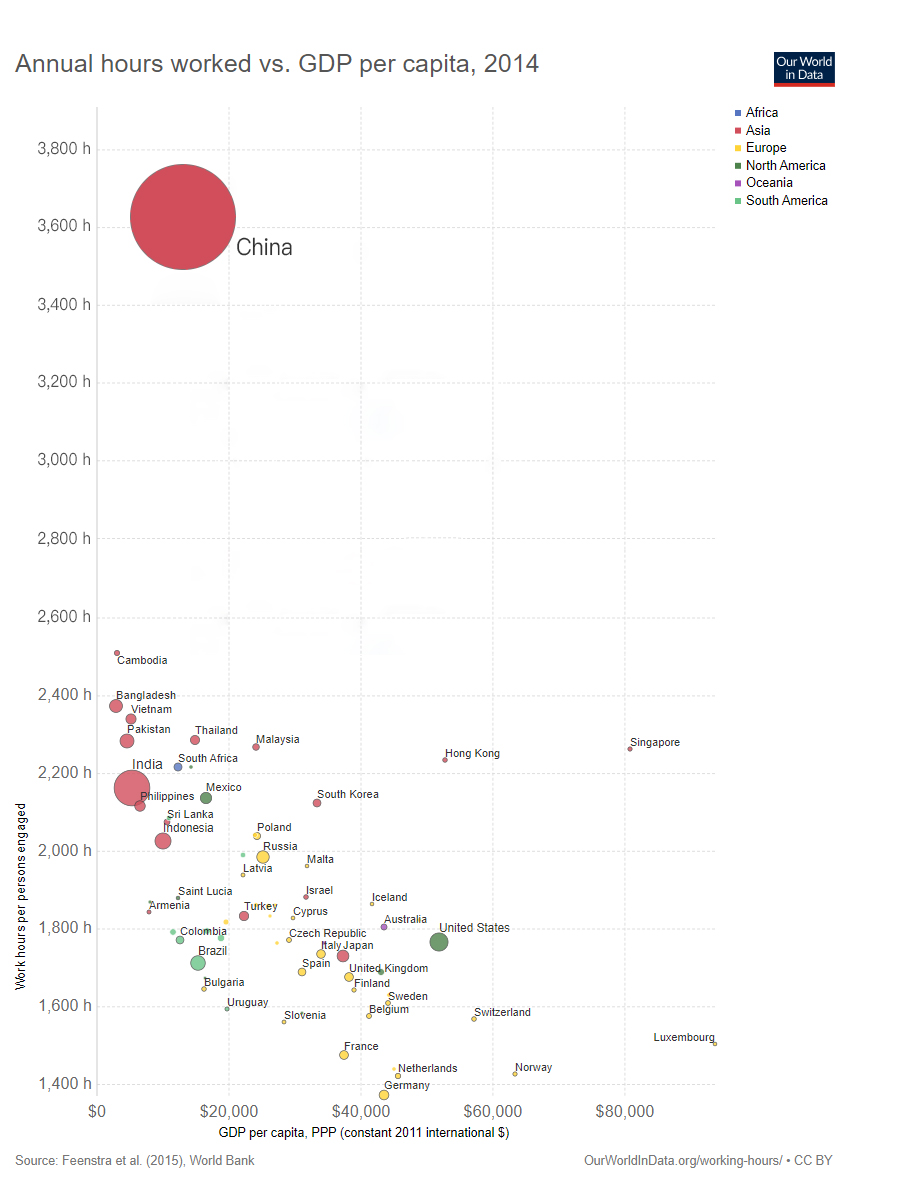 Annual hours worked vs. GDP per capita, 2014
Our World
in Data
Africa
Asia
Europe
North America
Oceania
South America
3,800 h
3,600 h
China
3,400 h
3,200 h
3,000 h
2,800 h
2,600 h
Cambodia
2,400 h
Bangladesh
Vietnam
Pakistan
Thailand
Malaysia
Singapore
Hong Kong
South Africa
India
2,200 h
Mexico
Philippines
South Korea
Sri Lanka
Indonesia
Poland
2,000 h
Russia
Malta
Latvia
Saint Lucia
Israel
Iceland
Armenia
Turkey
Cyprus
Australia
1,800 h
United States
Colombia
Czech Republic
Italy
Japan
Brazil
Spain
United Kingdom
Bulgaria
Finland
Sweden
1,600 h
Uruguay
Belgium
Switzerland
Slovenia
Luxembourg
France
Netherlands
Norway
1,400 h
Germany
Work hours per persons engaged
$0
$20,000
$40,000
$60,000
$80,000
GDP per capita, PPP (constant 2011 international $)
Source: Feenstra et al. (2015), World Bank
OurWorldInData.org/working-hours/ • CC BY